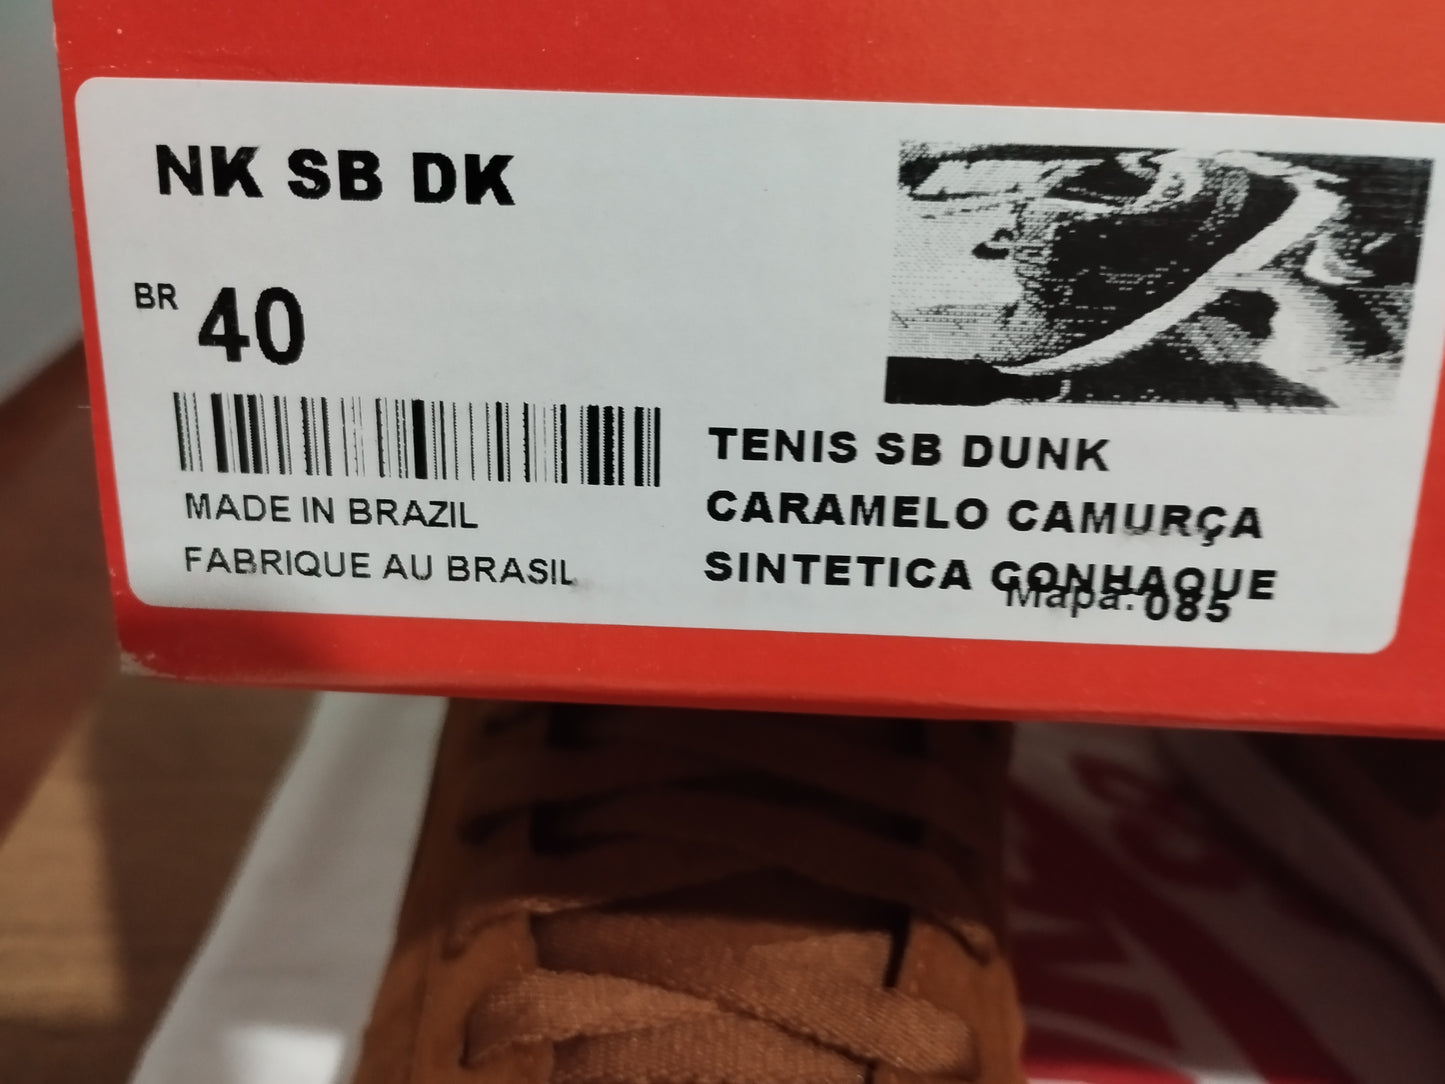 NK SB DK
BR 40
MADE IN BRAZIL
FABRIQUE AU BRASIL
TENIS SB DUNK
CARAMELO CAMURÇA
SINTETICA CONHAQUE
Mapa: 085